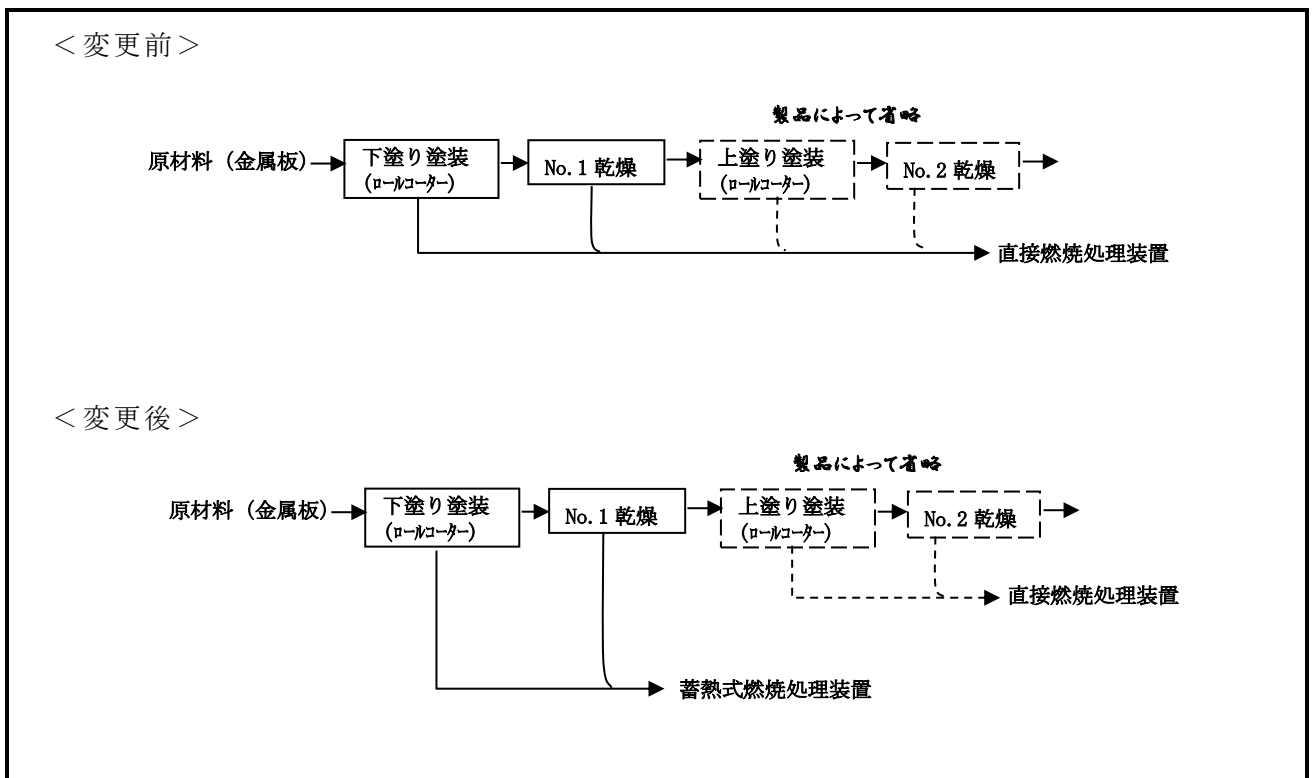 ＜変更前＞
製品によって省略
原材料（金属板）
下塗り塗装
(ﾛｰﾙｺｰﾀｰ)
No.1 乾燥
上塗り塗装
(ﾛｰﾙｺｰﾀｰ)
No.2 乾燥
直接燃焼処理装置
＜変更後＞
製品によって省略
原材料（金属板）
下塗り塗装
(ﾛｰﾙｺｰﾀｰ)
No.1 乾燥
上塗り塗装
(ﾛｰﾙｺｰﾀｰ)
No.2 乾燥
直接燃焼処理装置
蓄熱式燃焼処理装置